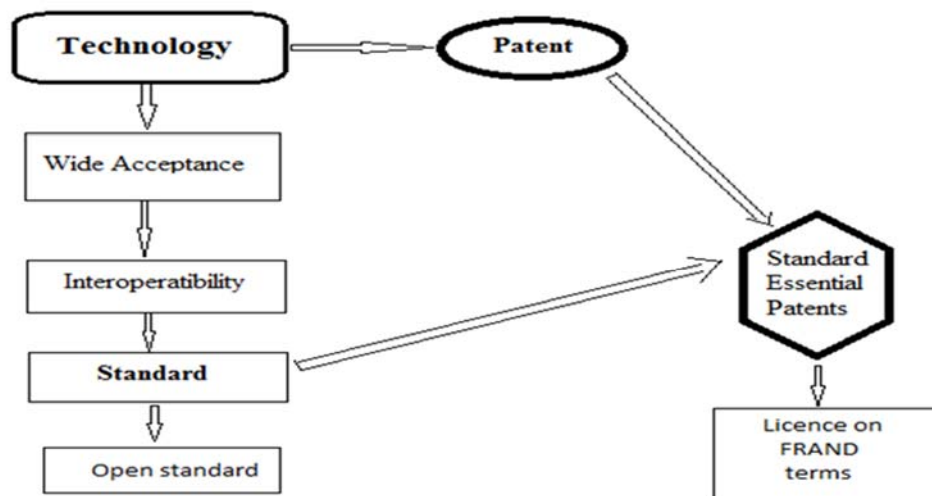 Technology
Patent
Wide Acceptance
Interoperatibility
Standard
Open standard
Standard
Essential
Patents
Licence on
FRAND
terms